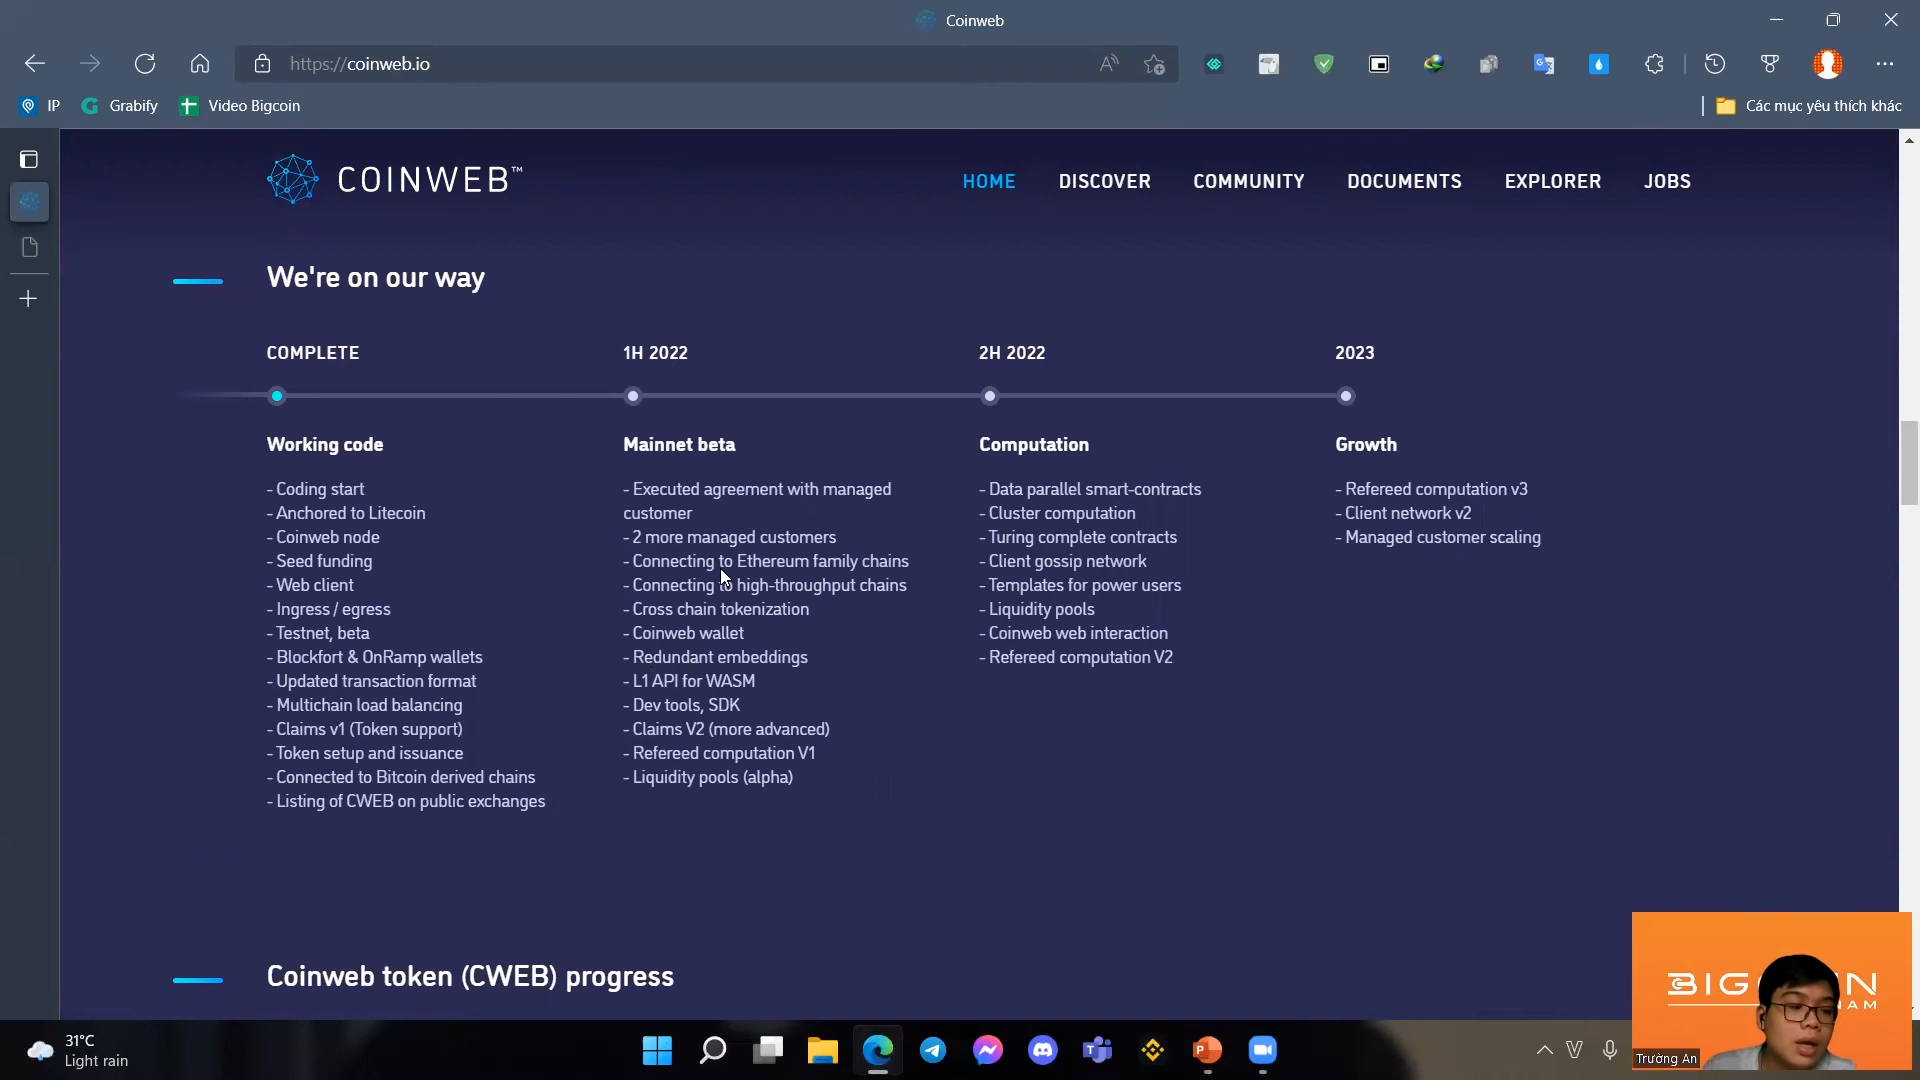 Coinweb
https://coinweb.io
IP
Grabify
Video Bigcoin
Các mục yêu thích khác
COINWEB™
HOME
DISCOVER
COMMUNITY
DOCUMENTS
EXPLORER
JOBS
We're on our way
COMPLETE
Working code
- Coding start
- Anchored to Litecoin
- Coinweb node
- Seed funding
- Web client
- Ingress / egress
- Testnet, beta
- Blockfort & OnRamp wallets
- Updated transaction format
- Multichain load balancing
- Claims v1 (Token support)
- Token setup and issuance
- Connected to Bitcoin derived chains
- Listing of CWEB on public exchanges
1H 2022
Mainnet beta
- Executed agreement with managed
customer
- 2 more managed customers
- Connecting to Ethereum family chains
- Connecting to high-throughput chains
- Cross chain tokenization
- Coinweb wallet
- Redundant embeddings
- L1 API for WASM
- Dev tools, SDK
- Claims V2 (more advanced)
- Refereed computation V1
- Liquidity pools (alpha)
2H 2022
Computation
- Data parallel smart-contracts
- Cluster computation
- Turing complete contracts
- Client gossip network
- Templates for power users
- Liquidity pools
- Coinweb web interaction
- Refereed computation V2
2023
Growth
- Refereed computation v3
- Client network v2
- Managed customer scaling
Coinweb token (CWEB) progress
31°C
Light rain
Trường An